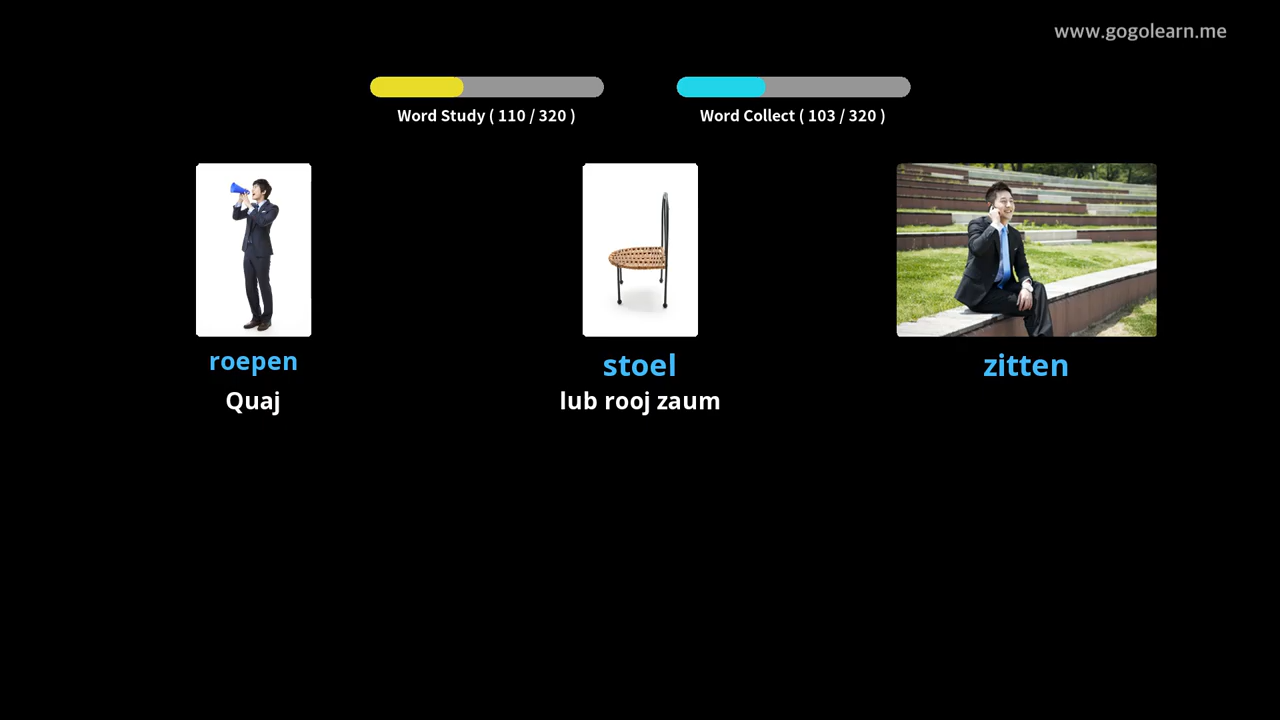 www.gogolearn.me
Word Study ( 110 / 320 )
Word Collect ( 103 / 320 )
roepen
stoel
zitten
Quaj
lub rooj zaum